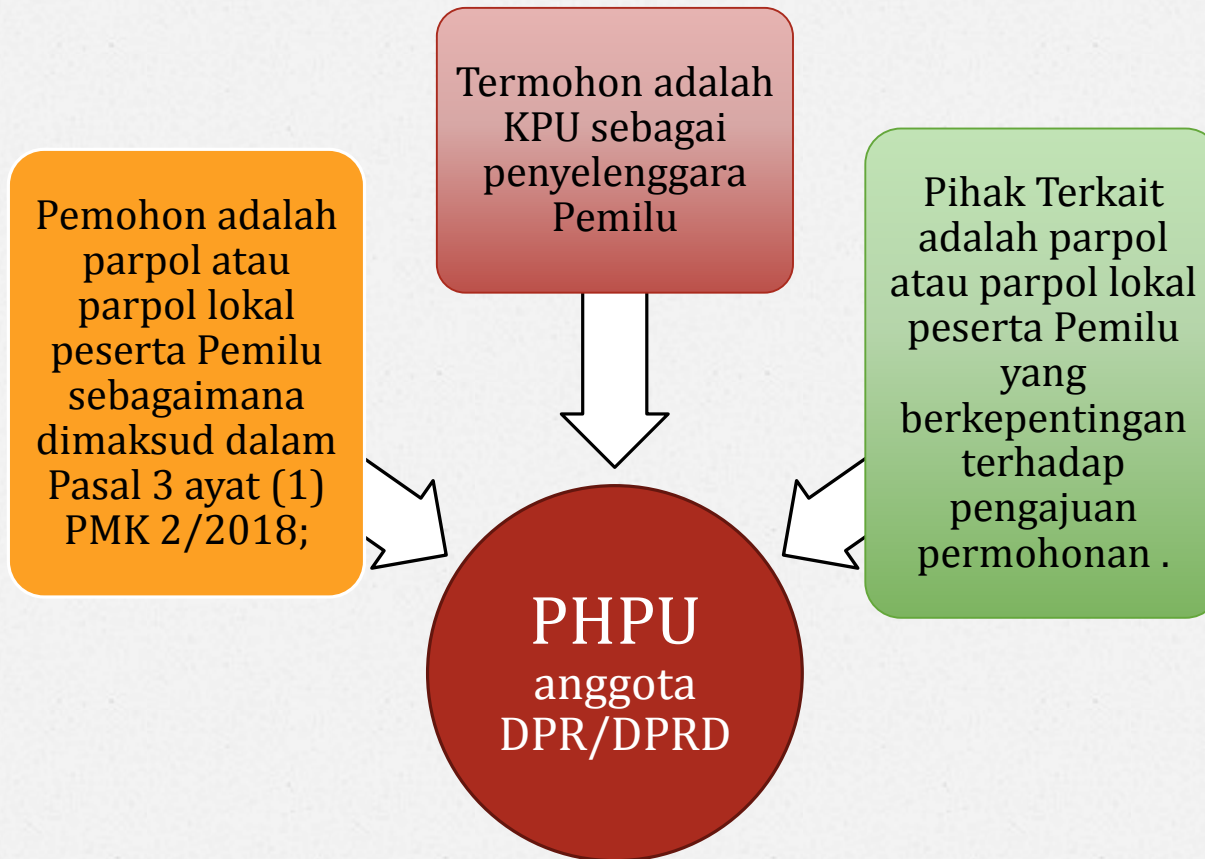 Pemohon adalah
parpol atau
parpol lokal
peserta Pemilu
sebagaimana
dimaksud dalam
Pasal 3 ayat (1)
PMK 2/2018;
Termohon adalah
KPU sebagai
penyelenggara
Pemilu
Pihak Terkait
adalah parpol
atau parpol lokal
peserta Pemilu
yang
berkepentingan
terhadap
pengajuan
permohonan .
PHPU
anggota
DPR/DPRD